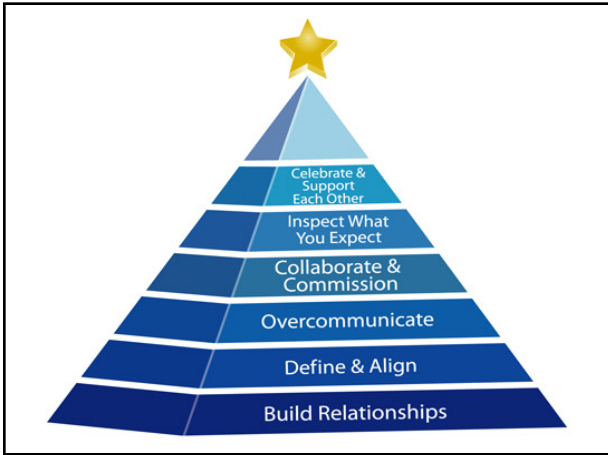 Celebrate &
Support
Each Other
Inspect What
You Expect
Collaborate &
Commission
Overcommunicate
Define & Align
Build Relationships